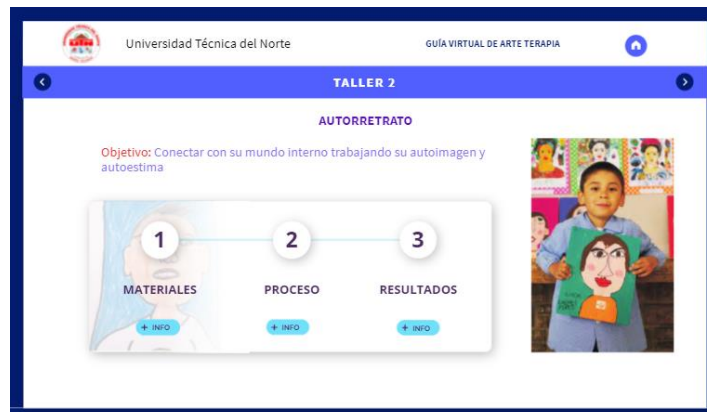 Universidad Técnica del Norte
GUÍA VIRTUAL DE ARTE TERAPIA
TALLER 2
AUTORRETRATO
Objetivo: Conectar con su mundo interno trabajando su autoimagen y
autoestima
1
2
3
MATERIALES
PROCESO
RESULTADOS
+ INFO
+ INFO
+ INFO